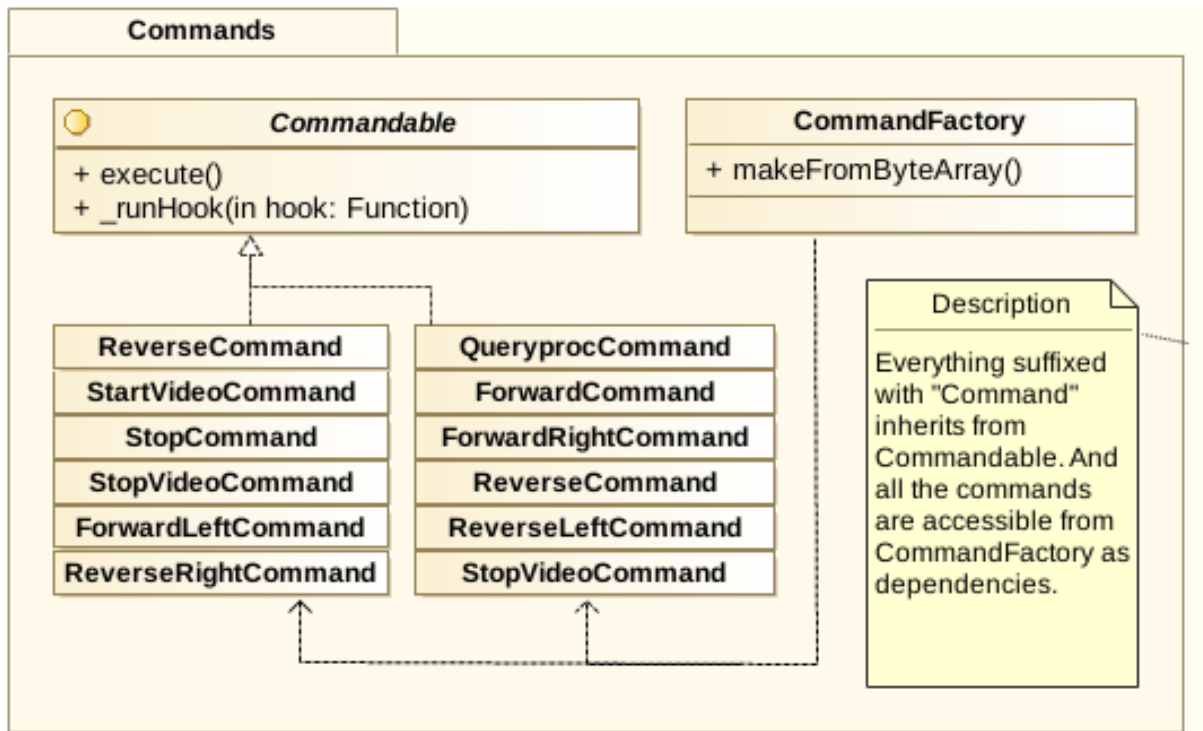 Commands
Commandable
+ execute()
+ _runHook(in hook: Function)
CommandFactory
+ makeFromByteArray()
ReverseCommand
StartVideoCommand
StopCommand
StopVideoCommand
ForwardLeftCommand
ReverseRightCommand
QueryprocCommand
ForwardCommand
ForwardRightCommand
ReverseCommand
ReverseLeftCommand
StopVideoCommand
Description
Everything suffixed
with "Command"
inherits from
Commandable. And
all the commands
are accessible from
CommandFactory as
dependencies.